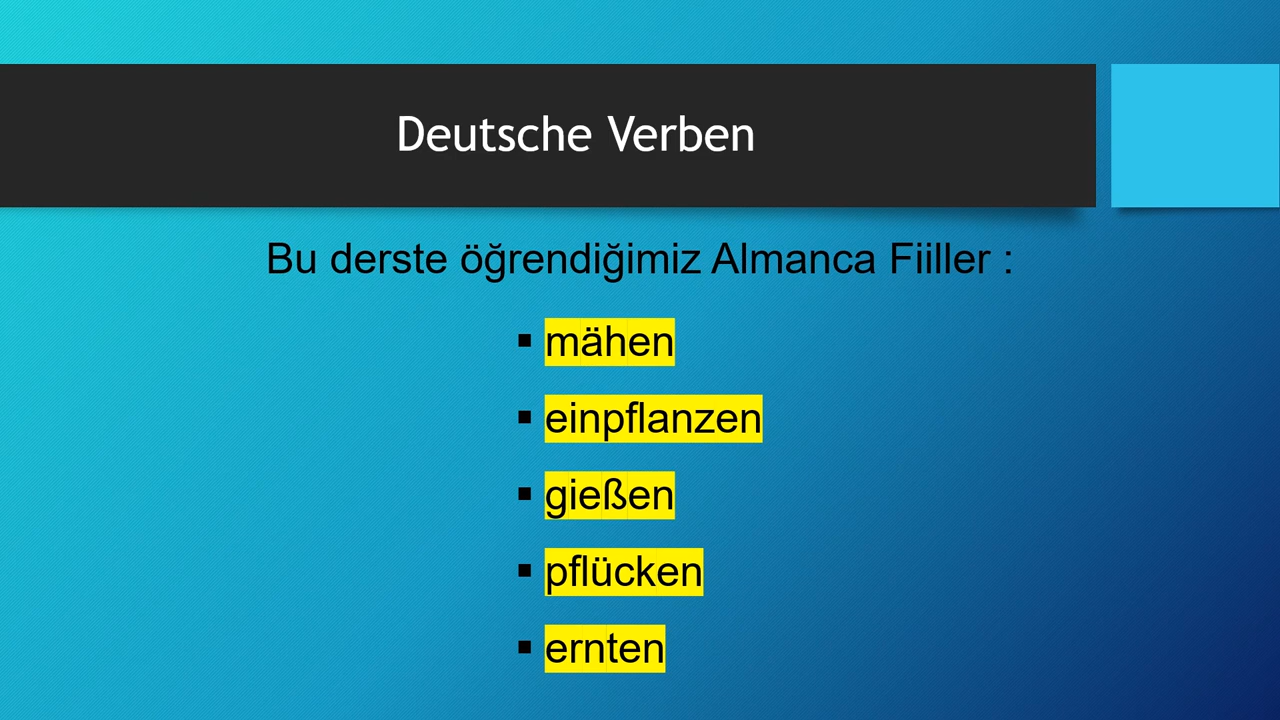 Deutsche Verben
Bu derste öğrendiğimiz Almanca Fiiller :
▪ mähen
▪ einpflanzen
▪ gießen
▪ pflücken
▪ ernten